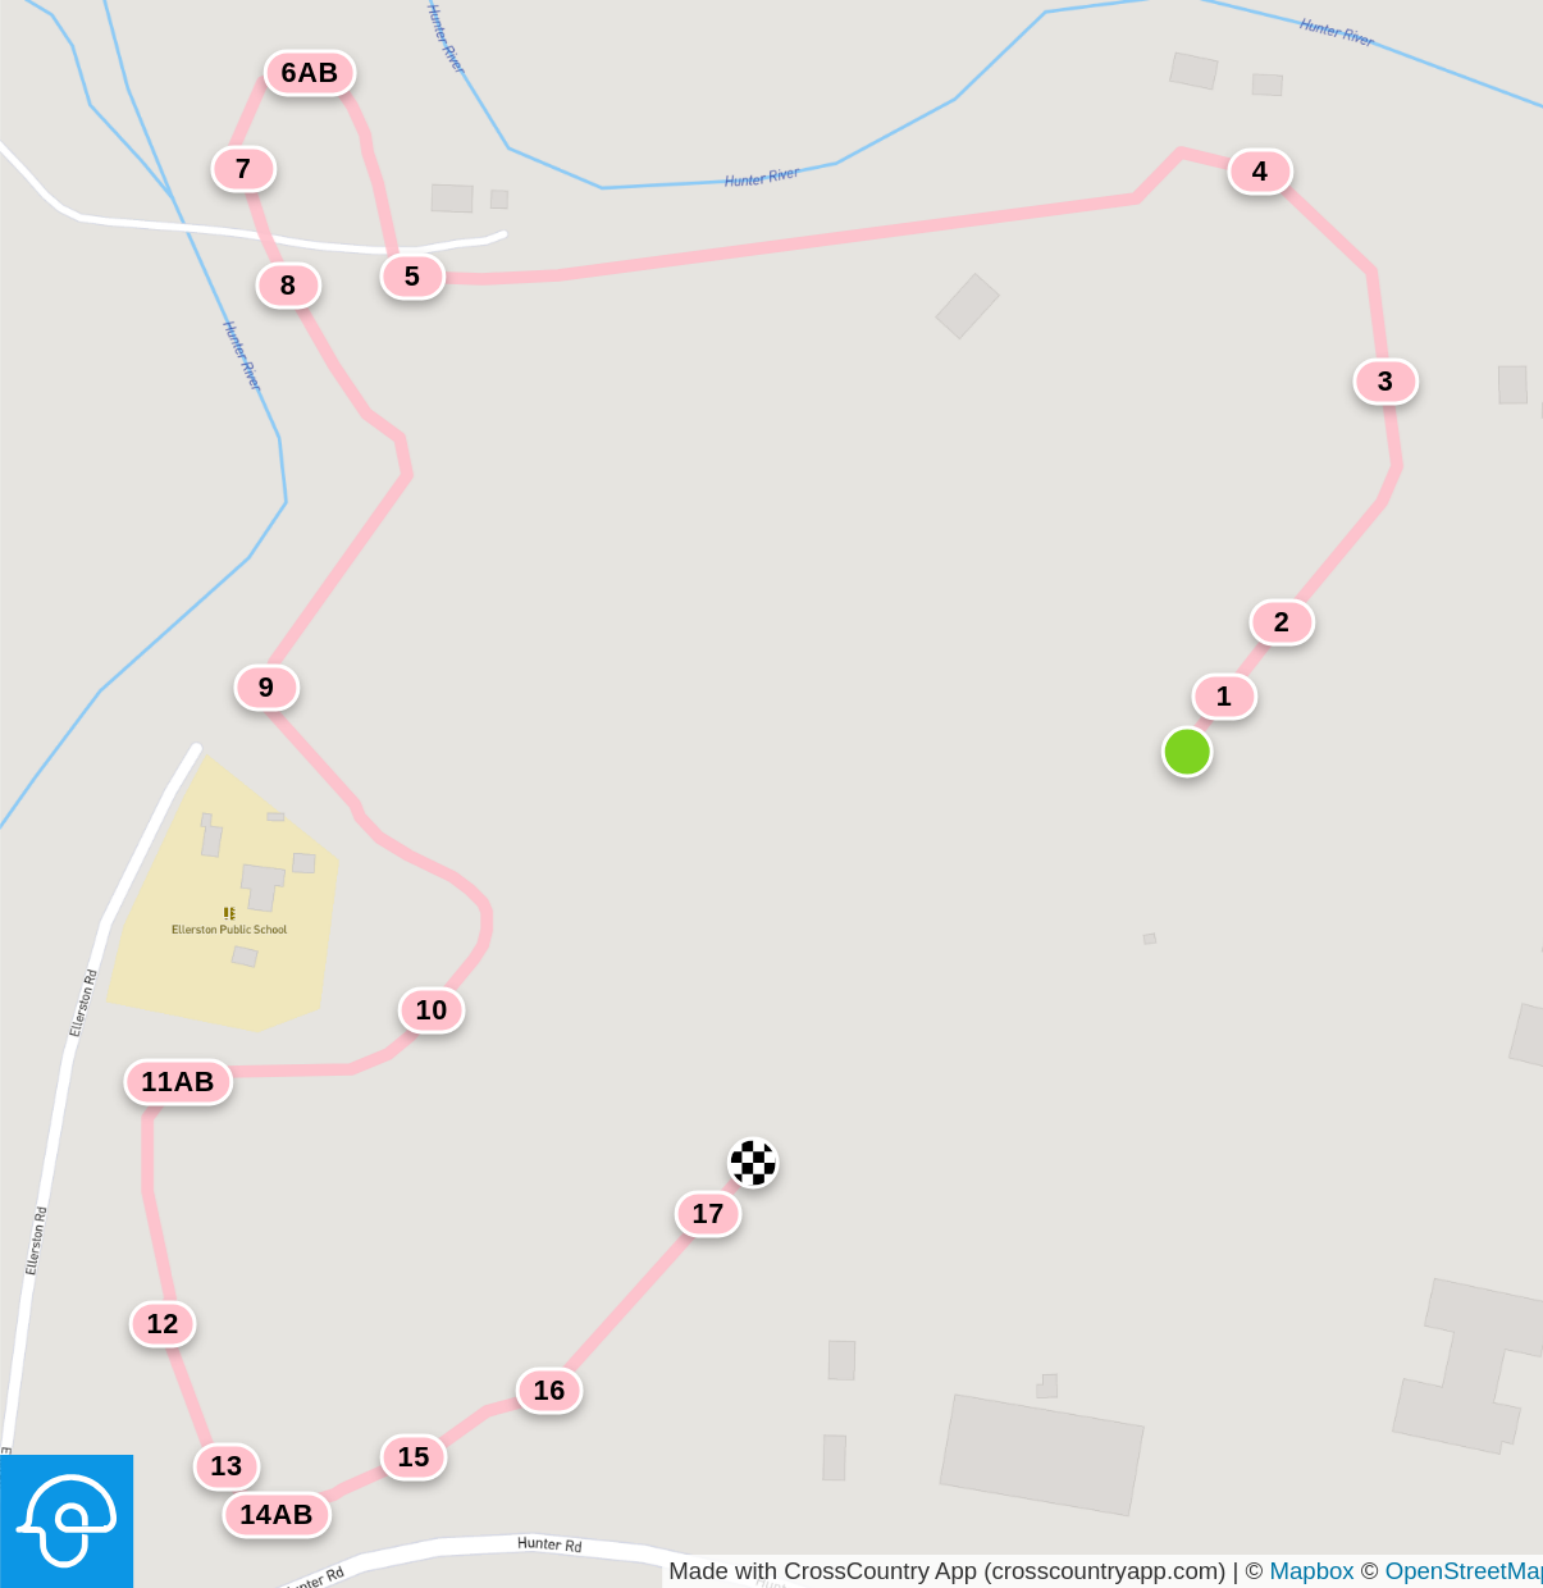 Hunter River
Hunter River
6AB
7
4
Hunter River
5
8
Hunter River
3
2
9
1
Ellerston Public School
Ellerston Rd
10
11AB
17
Ellerston Rd
12
16
15
13
14AB
Hunter Rd
Made with CrossCountry App (crosscountryapp.com) | © Mapbox © OpenStreetMap